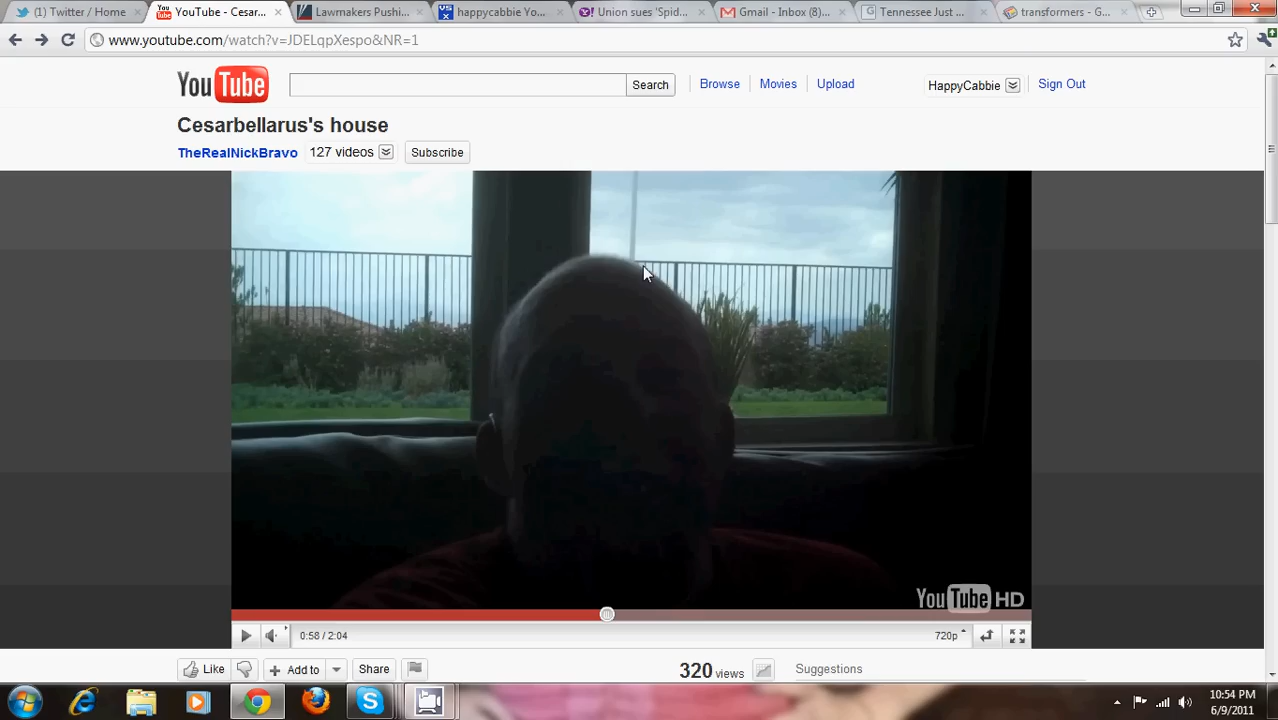 (1) Twitter / Home
YouTube - Cesar...
Lawmakers Pushi...
happycabbie You...
Union sues 'Spid...
Gmail - Inbox (8)...
Tennessee Just ...
transformers - G...
www.youtube.com/watch?v=JDELqpXespo&NR=1
YouTube
Search
Browse
Movies
Upload
HappyCabbie
Sign Out
Cesarbellarus's house
TheRealNickBravo
127 videos
Subscribe
YouTube HD
0:58 / 2:04
720p
Like
Add to
Share
320 views
Suggestions
10:54 PM
6/9/2011